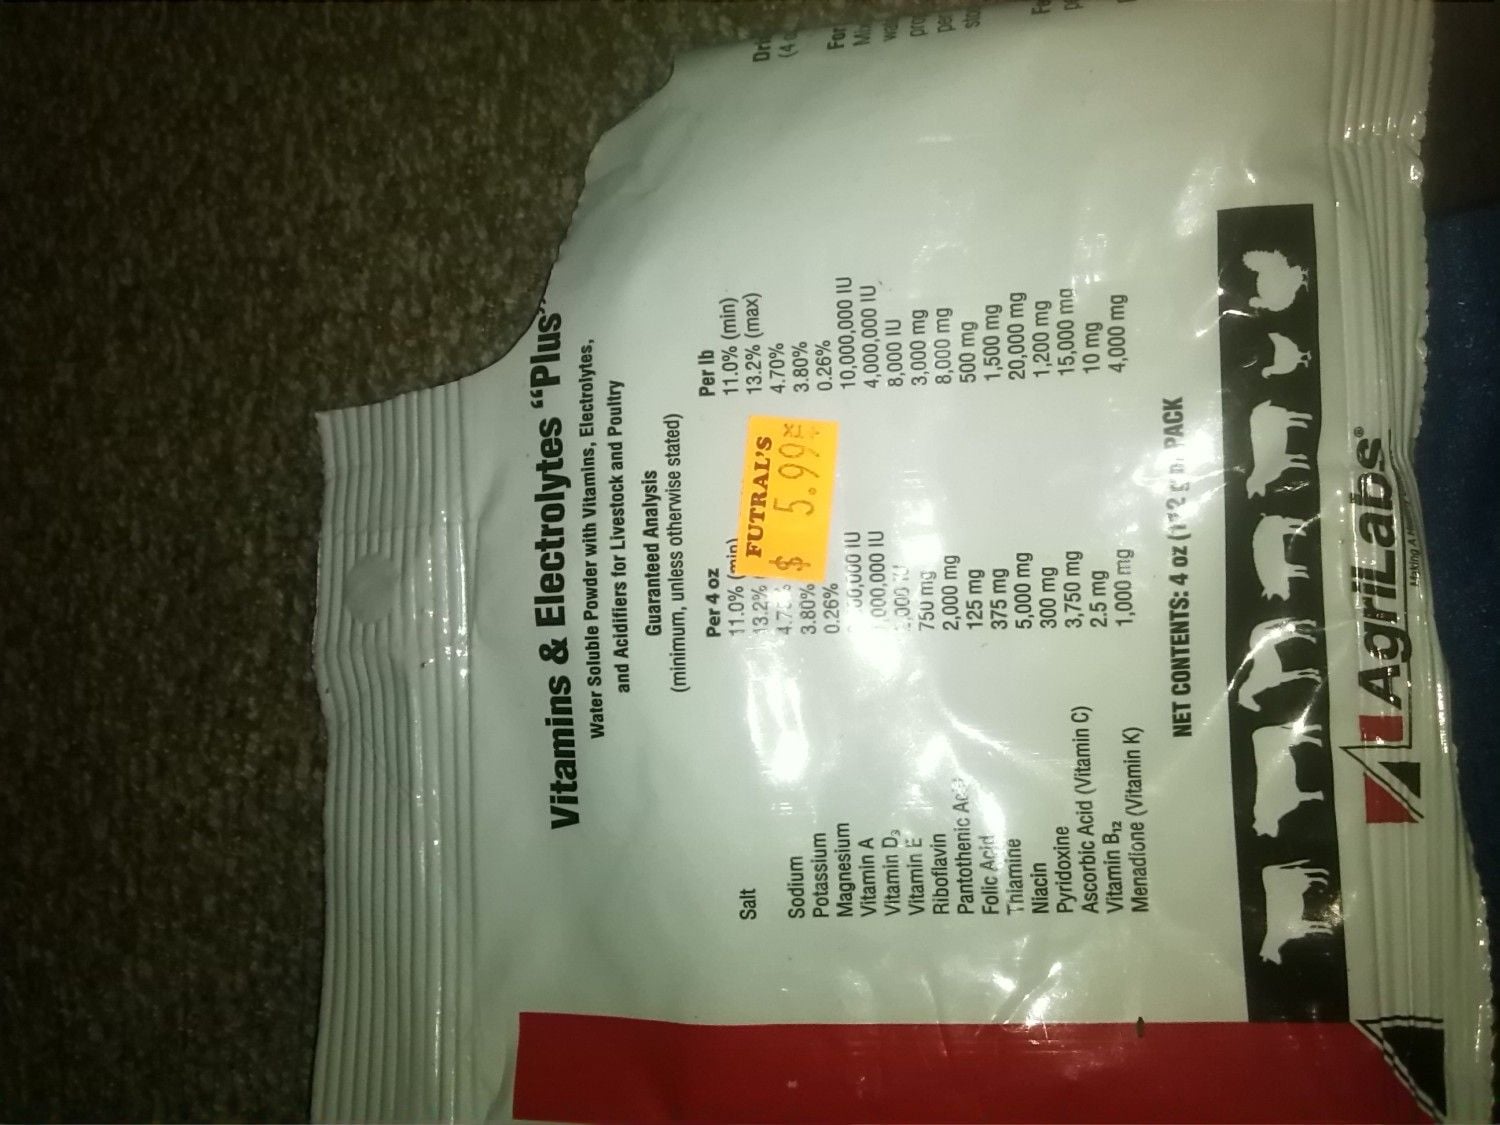 Vitamins & Electrolytes “Plus”
Water Soluble Powder with Vitamins, Electrolytes,
and Acidifiers for Livestock and Poultry
Guaranteed Analysis
(minimum, unless otherwise stated)
Per 4 oz Per lb
Salt 11.0% (min) 11.0% (min)
13.2% 13.2% (max)
Sodium 4.70%
Potassium 3.80% 3.80%
Magnesium 0.26% 0.26%
Vitamin A 10,000,000 IU
Vitamin D3 4,000,000 IU
Vitamin E 8,000 IU
Riboflavin 750 mg 3,000 mg
Pantothenic 2,000 mg 8,000 mg
Folic Acid 125 mg 500 mg
Thiamine 375 mg 1,500 mg
Niacin 5,000 mg 20,000 mg
Pyridoxine 300 mg 1,200 mg
Ascorbic Acid (Vitamin C) 3,750 mg 15,000 mg
Vitamin B12 2.5 mg 10 mg
Menadione (Vitamin K) 1,000 mg 4,000 mg
FUTRAL'S
$ 5.99
NET CONTENTS: 4 oz PACK
AgriLabs®